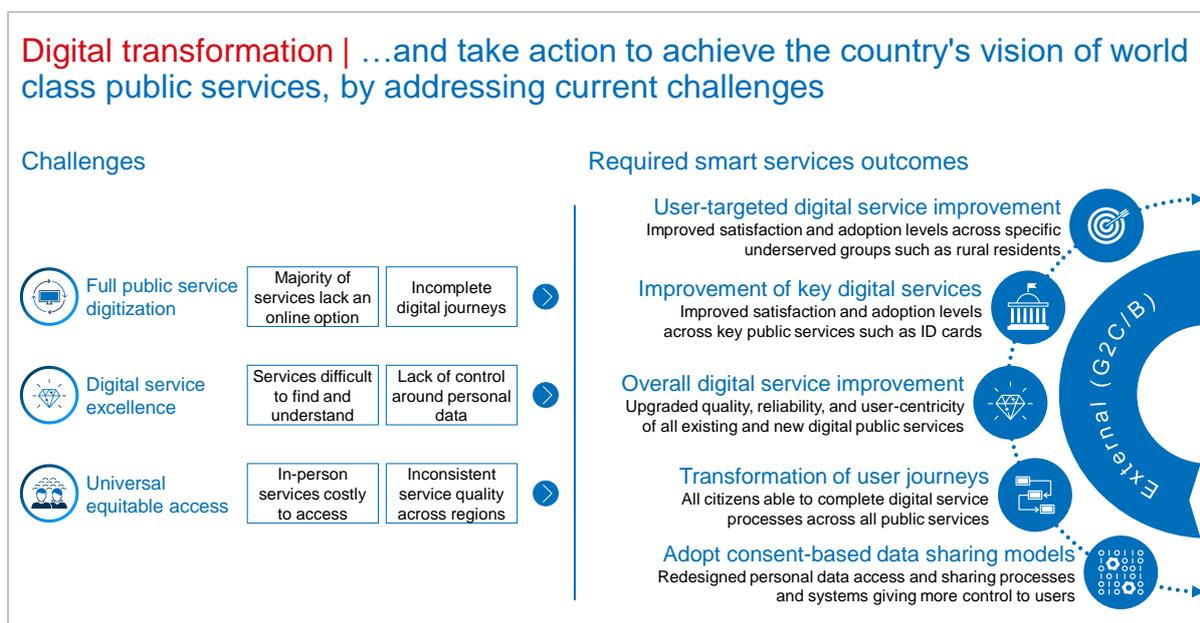 Digital transformation | …and take action to achieve the country's vision of world
class public services, by addressing current challenges
Challenges
Full public service
digitization
Majority of
services lack an
online option
Incomplete
digital journeys
Digital service
excellence
Services difficult
to find and
understand
Lack of control
around personal
data
Universal
equitable access
In-person
services costly
to access
Inconsistent
service quality
across regions
Required smart services outcomes
User-targeted digital service improvement
Improved satisfaction and adoption levels across specific
underserved groups such as rural residents
Improvement of key digital services
Improved satisfaction and adoption levels
across key public services such as ID cards
Overall digital service improvement
Upgraded quality, reliability, and user-centricity
of all existing and new digital public services
Transformation of user journeys
All citizens able to complete digital service
processes across all public services
Adopt consent-based data sharing models
Redesigned personal data access and sharing processes
and systems giving more control to users
External (G2C/B)